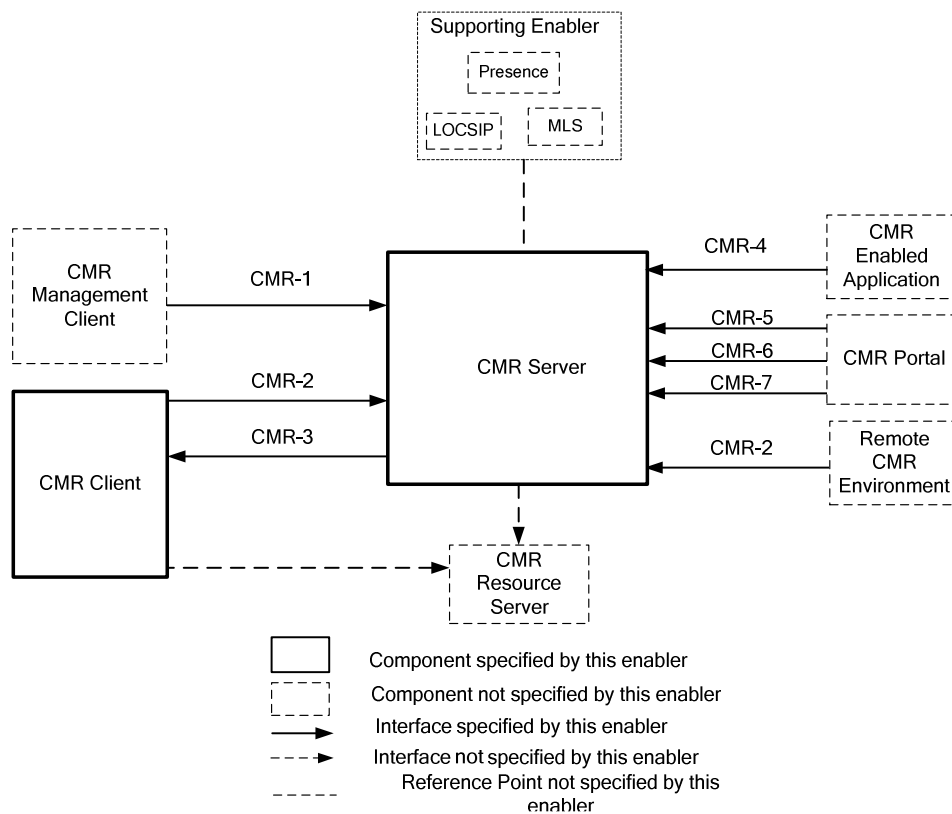 Supporting Enabler
Presence
LOCSIP
MLS
CMR
Management
Client
CMR-1
CMR-2
CMR-3
CMR Client
CMR Server
CMR-4
CMR-5
CMR-6
CMR-7
CMR-2
CMR
Enabled
Application
CMR Portal
Remote
CMR
Environment
CMR
Resource
Server
Component specified by this enabler
Component not specified by this enabler
Interface specified by this enabler
Interface not specified by this enabler
Reference Point not specified by this
enabler